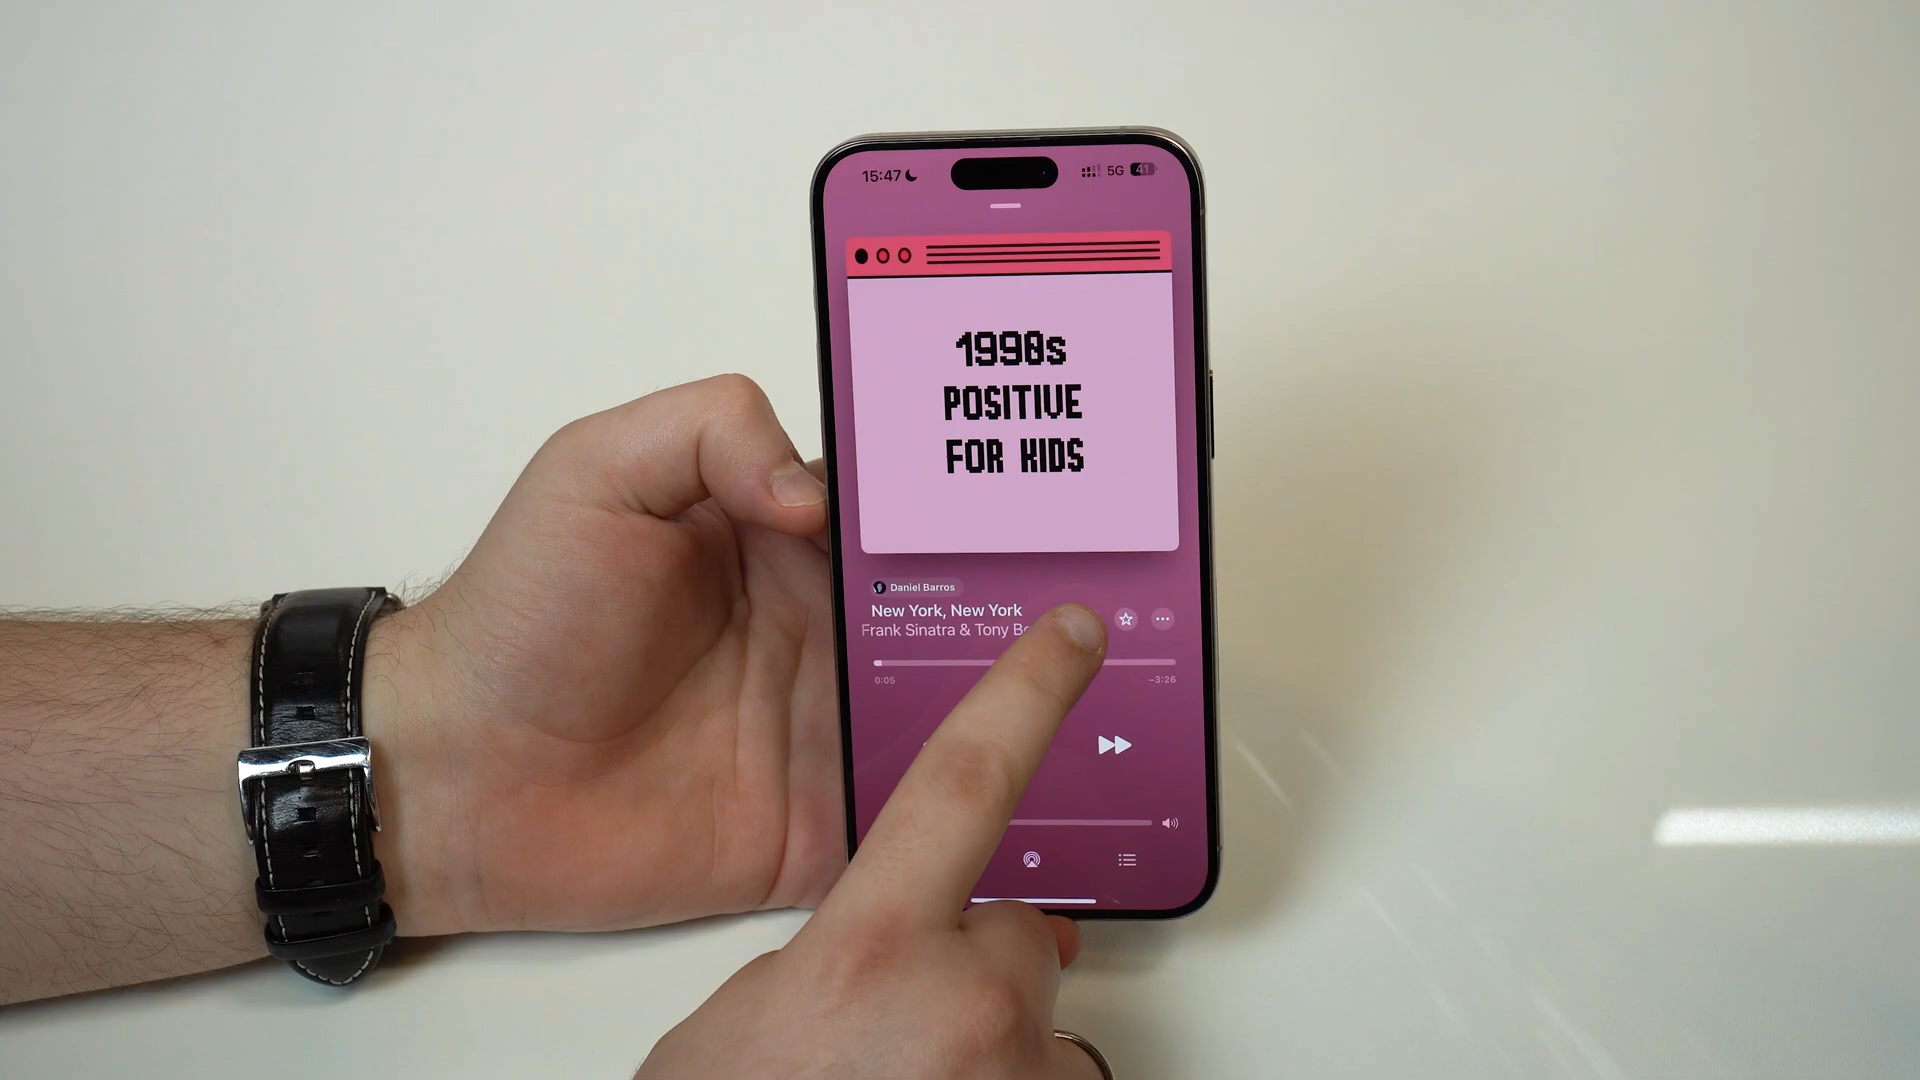 15:47
5G
41
1990s
POSITIVE
FOR KIDS
Daniel Barros
New York, New York
Frank Sinatra & Tony
0:05
−3:26